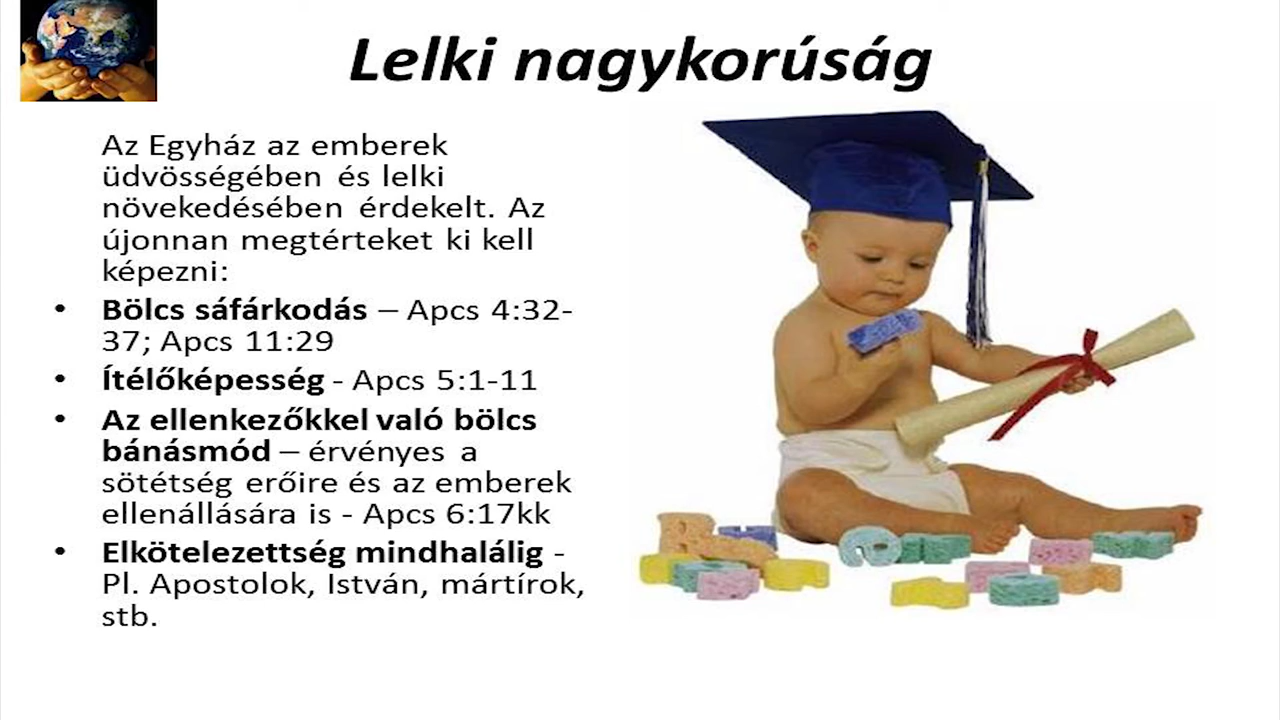 Lelki nagykorúság
Az Egyház az emberek
üdvösségében és lelki
növekedésében érdekelt. Az
újonnan megtérteket ki kell
képezni:
• Bölcs sáfárkodás – Apcs 4:32-
37; Apcs 11:29
• Ítélőképesség - Apcs 5:1-11
• Az ellenkezőkkel való bölcs
bánásmód – érvényes a
sötétség erőire és az emberek
ellenállására is - Apcs 6:17kk
• Elkötelezettség mindhalálig -
Pl. Apostolok, István, mártírok,
stb.